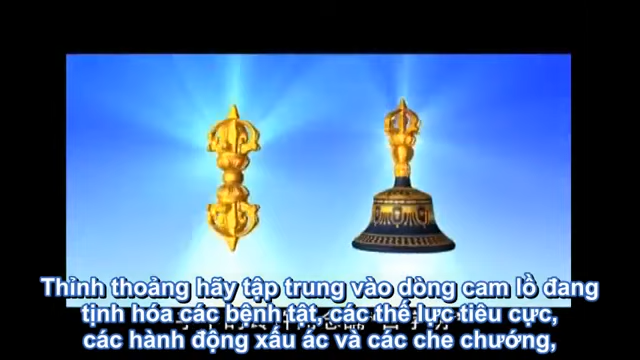 Thỉnh thoảng hãy tập trung vào dòng cam lồ đang
tịnh hóa các bệnh tật, các thế lực tiêu cực,
các hành động xấu ác và các che chướng,